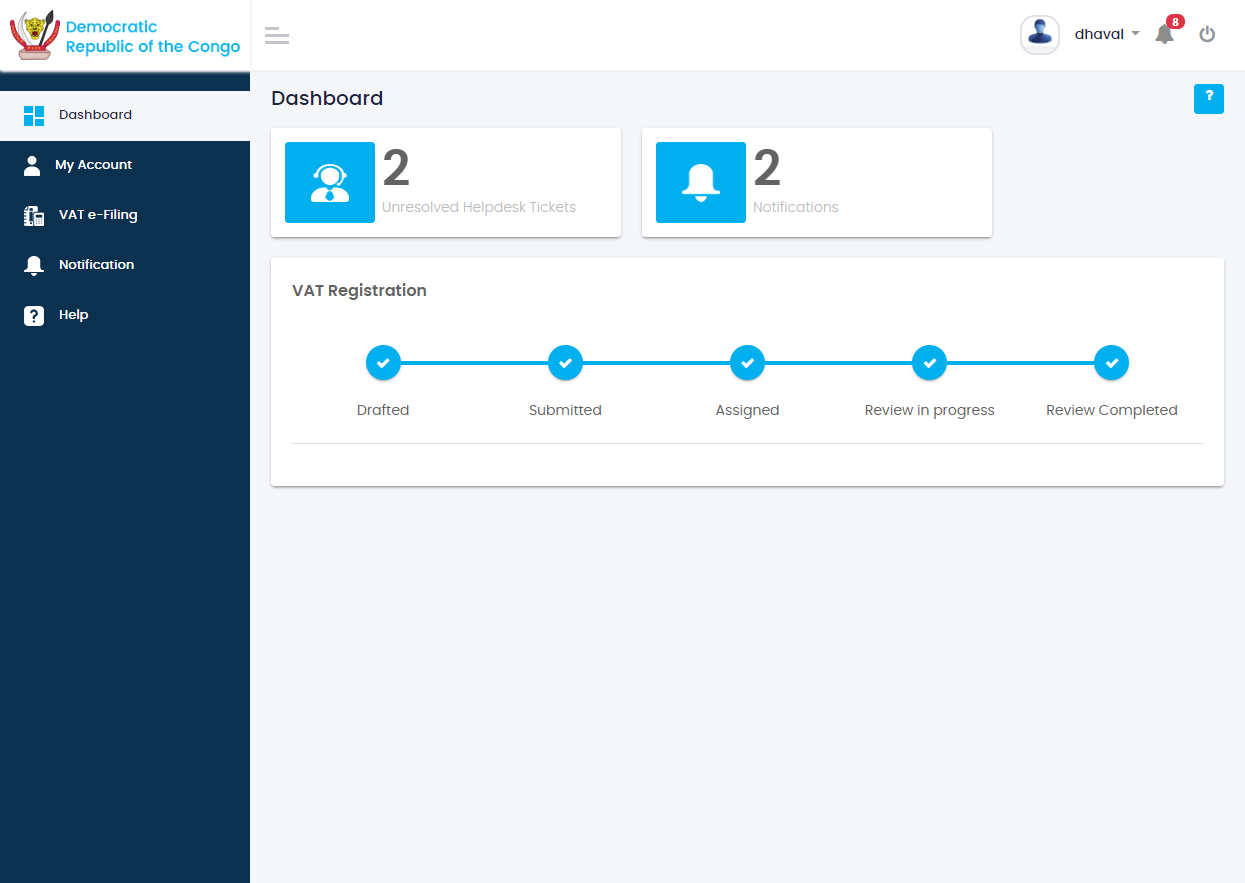 Democratic
Republic of the Congo
dhaval
8
Dashboard
My Account
VAT e-Filing
Notification
Help
Dashboard
?
2
Unresolved Helpdesk Tickets
2
Notifications
VAT Registration
Drafted
Submitted
Assigned
Review in progress
Review Completed